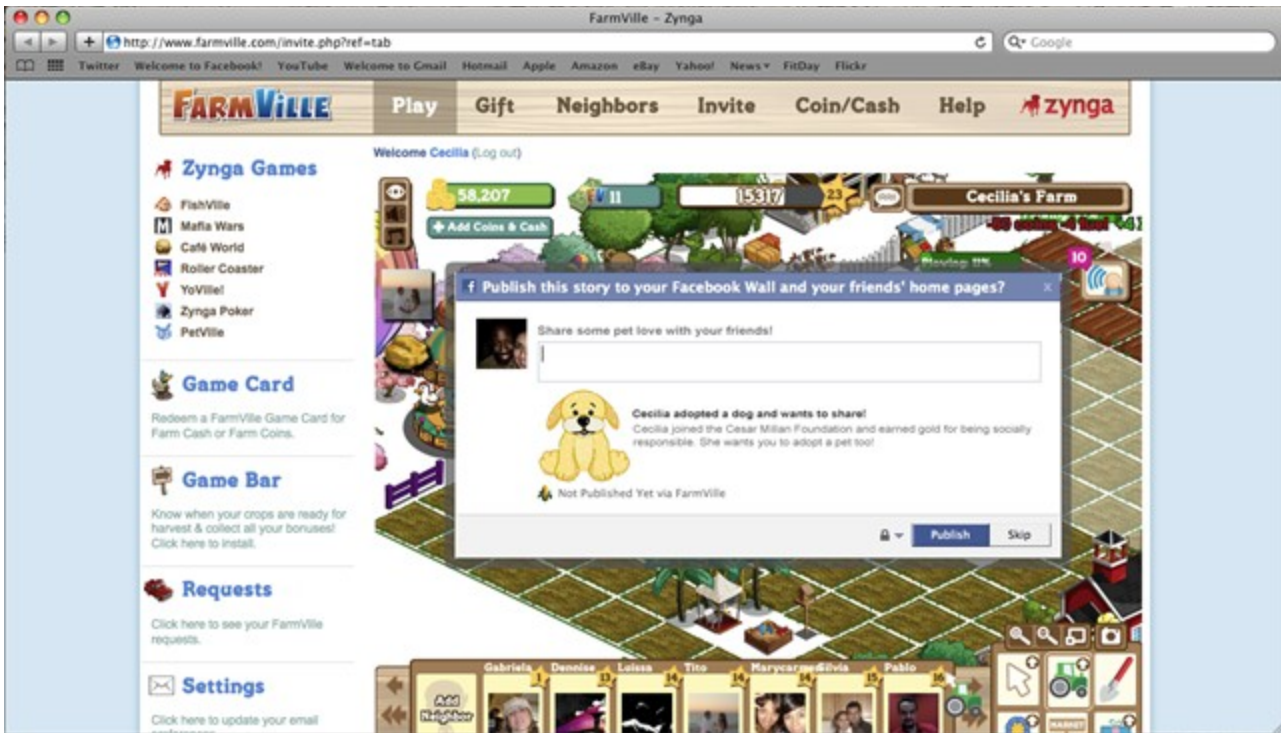 FarmVille – Zynga
http://www.farmville.com/invite.php?ref=tab
Google
Twitter Welcome to Facebook! YouTube Welcome to Gmail Hotmail Apple Amazon eBay Yahoo! News FitDay Flickr
FARMVILLE Play Gift Neighbors Invite Coin/Cash Help zynga
Welcome Cecilia (Log out)
Zynga Games
FishVille
Mafia Wars
Café World
Roller Coaster
YoVille!
Zynga Poker
PetVille
Game Card
Redeem a FarmVille Game Card for
Farm Cash or Farm Coins.
Game Bar
Know when your crops are ready for
harvest & collect all your bonuses!
Click here to install.
Requests
Click here to see your FarmVille
requests.
Settings
Click here to update your email
58,207 11 15317 23 Cecilia's Farm
Add Coins & Cash
10
f Publish this story to your Facebook Wall and your friends' home pages? x
Share some pet love with your friends!
Cecilia adopted a dog and wants to share!
Cecilia joined the Cesar Millan Foundation and earned gold for being socially
responsible. She wants you to adopt a pet too!
Not Published Yet via FarmVille
Publish Skip
Gabriela Dennise Luissa Tito Marycarmen Silvia Pablo
1 13 14 14 14 15 16
Add
Neighbor
MARKET